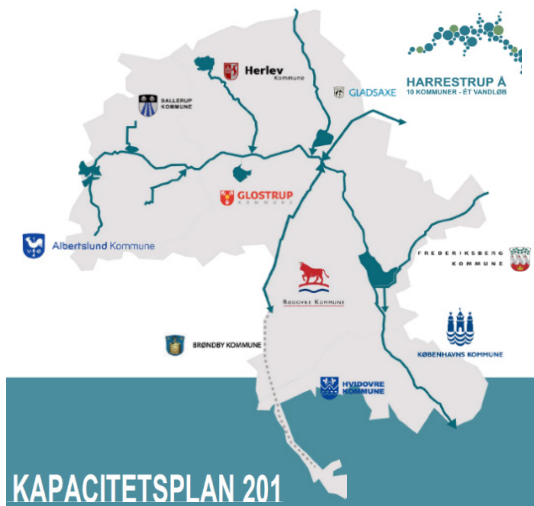 HARRESTRUP Å
10 KOMMUNER - ÉT VANDLØB
Herlev
Kommune
GLADSAXE
BALLERUP
KOMMUNE
GLOSTRUP
KOMMUNE
Albertslund Kommune
FREDERIKSBERG
KOMMUNE
RØDOVRE KOMMUNE
BRØNDBY KOMMUNE
KØBENHAVNS KOMMUNE
HVIDOVRE
KOMMUNE
KAPACITETSPLAN 201